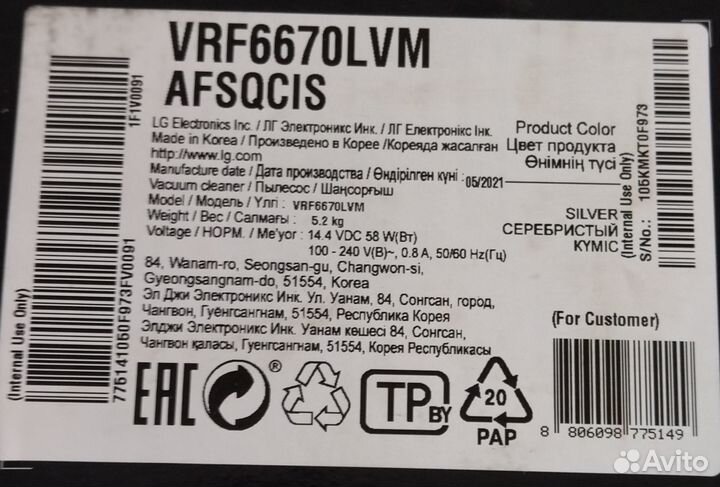 VRF6670LVM
AFSQCIS
LG Electronics Inc. / ЛГ Электроникс Инк. / ЛГ Електронікс Інк.
Made in Korea / Произведено в Корее /Кореяда жасалған
http://www.lg.com
Manufacture date / Дата производства / Өндірілген күні : 05/2021
Vacuum cleaner / Пылесос / Шаңсорғыш
Model / Модель / Үлгі : VRF6670LVM
Weight / Вес / Салмағы : 5.2 kg
Voltage / НОРМ. / Me'yor : 14.4 VDC 58 W(Вт)
100 - 240 V(В)~, 0.8 A, 50/60 Hz(Гц)
84, Wanam-ro, Seongsan-gu, Changwon-si,
Gyeongsangnam-do, 51554, Korea
Эл Джи Электроникс Инк. Ул. Уанам, 84, Сонгсан, город,
Чангвон, Гуенгсангнам, 51554, Республика Корея
Элджи Электроникс Инк. Уанам көшесі 84, Сонгсан,
Чангвон қаласы, Гуенгсангнам, 51554, Корея Республикасы
Product Color
Цвет продукта
Өнімнің түсі
SILVER
СЕРЕБРИСТЫЙ
КҮМІС
(Internal Use Only)
S/No.: 105KMKT0F973
1F1V0091
(Internal Use Only)
775141050F973FV0091
(For Customer)
8 806098 775149
EAC
®
TP BY
20
PAP
Avito